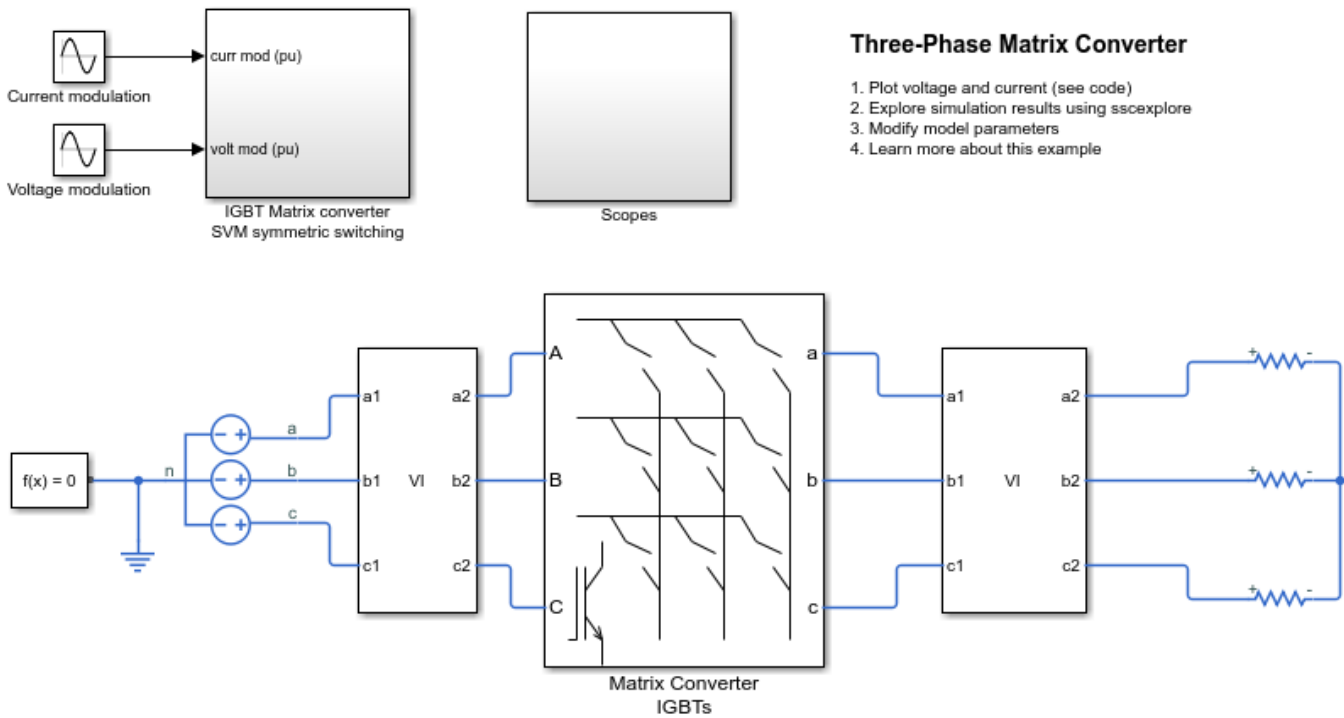 curr mod (pu)
Current modulation
volt mod (pu)
Voltage modulation
IGBT Matrix converter
SVM symmetric switching
Scopes
Three-Phase Matrix Converter
1. Plot voltage and current (see code)
2. Explore simulation results using sscexplore
3. Modify model parameters
4. Learn more about this example
f(x) = 0
n
- +
a
- +
b
- +
c
a1
a2
b1
VI
b2
c1
c2
A
a
B
b
C
c
Matrix Converter
IGBTs
a1
a2
b1
VI
b2
c1
c2
+ -
+ -
+ -